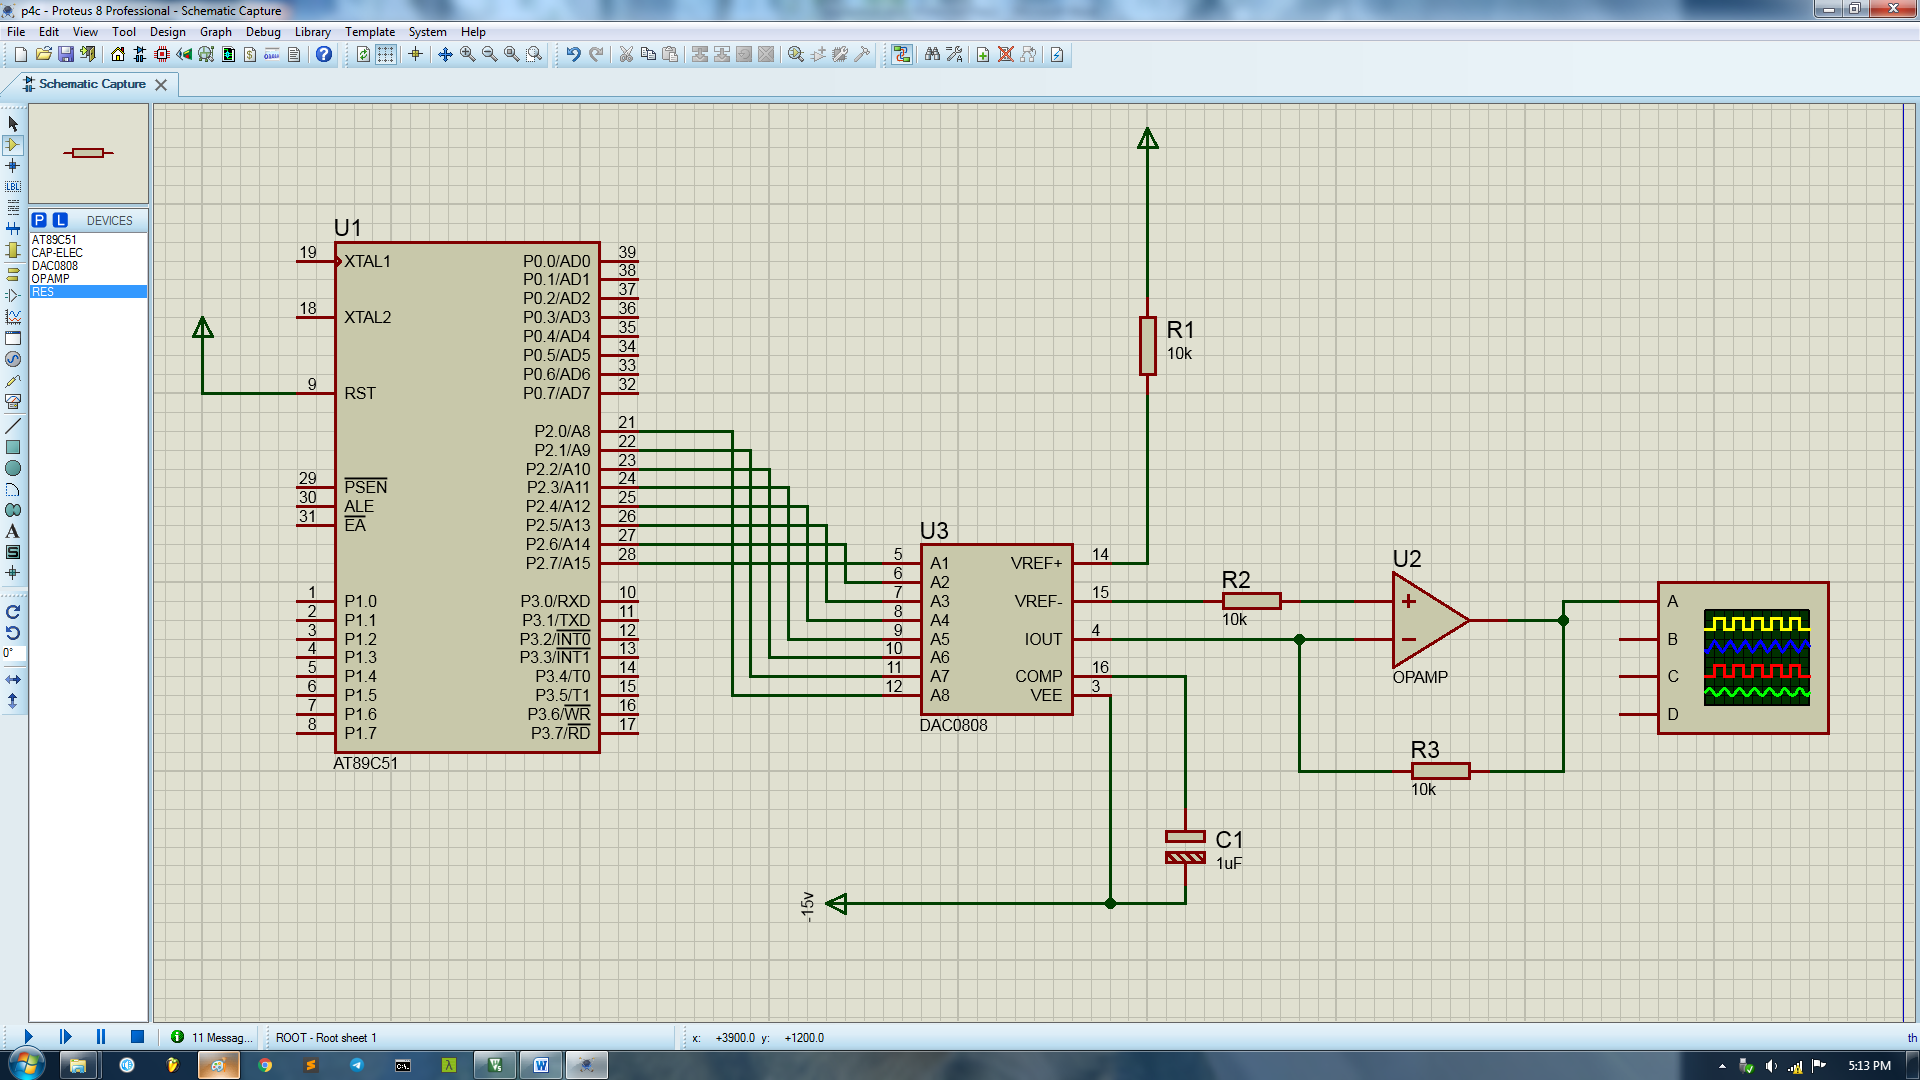 p4c - Proteus 8 Professional - Schematic Capture
File Edit View Tool Design Graph Debug Library Template System Help
Schematic Capture
P L DEVICES
AT89C51
CAP-ELEC
DAC0808
OPAMP
RES
LBL
A
S
0°
U1
19 XTAL1
18 XTAL2
9 RST
29 PSEN
30 ALE
31 EA
1 P1.0
2 P1.1
3 P1.2
4 P1.3
5 P1.4
6 P1.5
7 P1.6
8 P1.7
P0.0/AD0 39
P0.1/AD1 38
P0.2/AD2 37
P0.3/AD3 36
P0.4/AD4 35
P0.5/AD5 34
P0.6/AD6 33
P0.7/AD7 32
P2.0/A8 21
P2.1/A9 22
P2.2/A10 23
P2.3/A11 24
P2.4/A12 25
P2.5/A13 26
P2.6/A14 27
P2.7/A15 28
P3.0/RXD 10
P3.1/TXD 11
P3.2/INT0 12
P3.3/INT1 13
P3.4/T0 14
P3.5/T1 15
P3.6/WR 16
P3.7/RD 17
AT89C51
U3
5 A1
6 A2
7 A3
8 A4
9 A5
10 A6
11 A7
12 A8
VREF+ 14
VREF- 15
IOUT 4
COMP 16
VEE 3
DAC0808
R1
10k
R2
10k
U2
OPAMP
R3
10k
C1
1uF
-15v
A
B
C
D
11 Messag... ROOT - Root sheet 1 x: +3900.0 y: +1200.0 th
5:13 PM